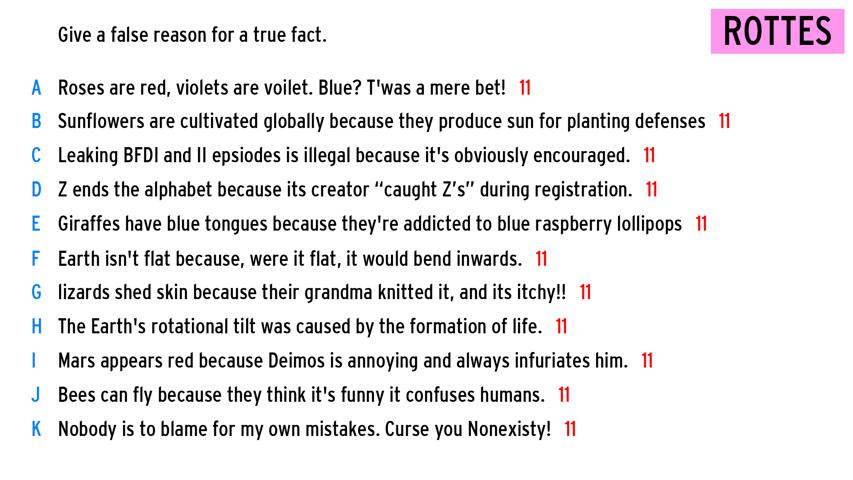 Give a false reason for a true fact.
ROTTES
A Roses are red, violets are voilet. Blue? T'was a mere bet! 11
B Sunflowers are cultivated globally because they produce sun for planting defenses 11
C Leaking BFDI and II epsiodes is illegal because it's obviously encouraged. 11
D Z ends the alphabet because its creator “caught Z’s” during registration. 11
E Giraffes have blue tongues because they're addicted to blue raspberry lollipops 11
F Earth isn't flat because, were it flat, it would bend inwards. 11
G lizards shed skin because their grandma knitted it, and its itchy!! 11
H The Earth's rotational tilt was caused by the formation of life. 11
I Mars appears red because Deimos is annoying and always infuriates him. 11
J Bees can fly because they think it's funny it confuses humans. 11
K Nobody is to blame for my own mistakes. Curse you Nonexisty! 11